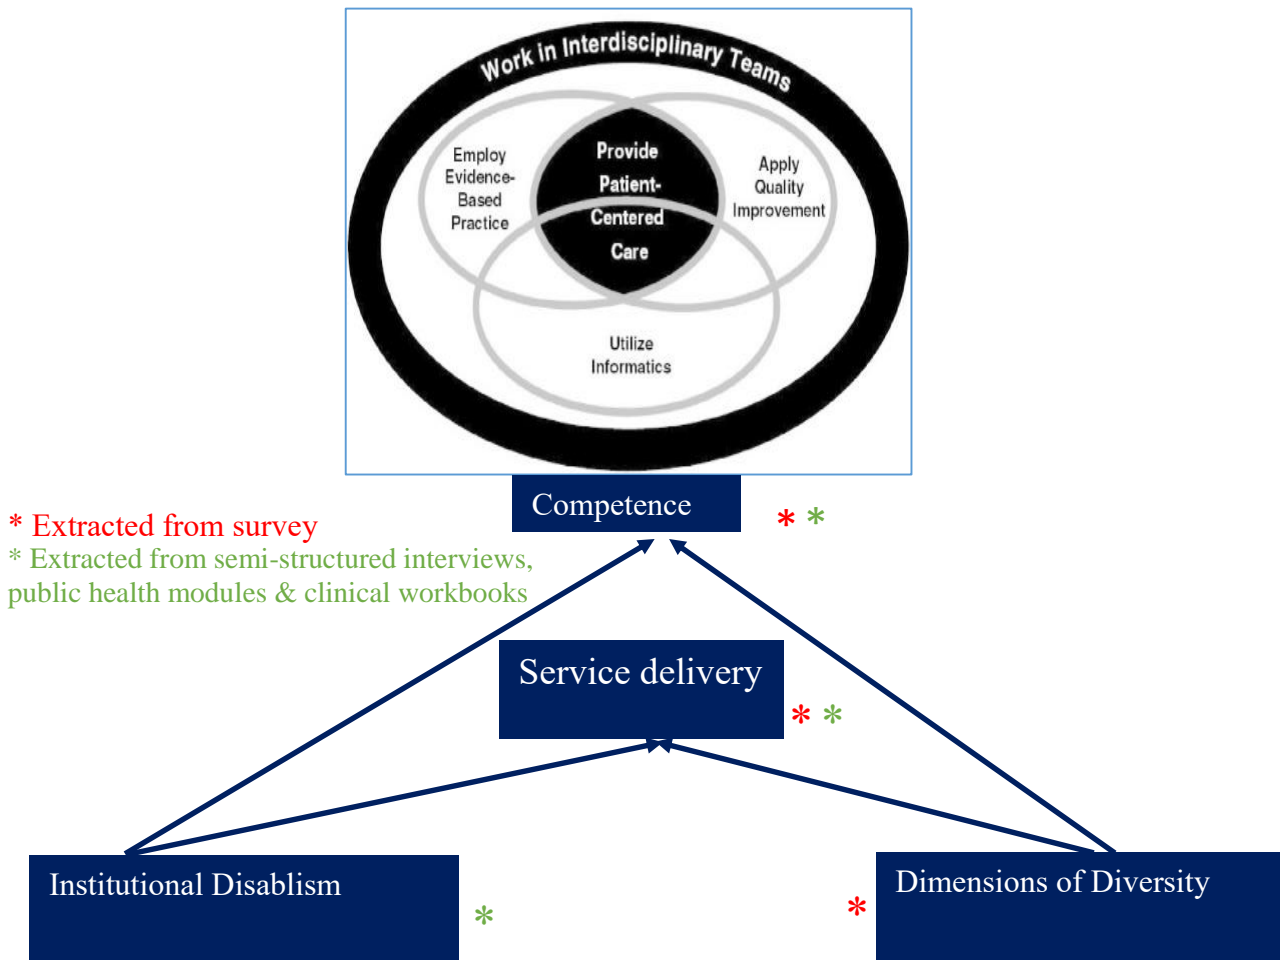 Work in Interdisciplinary Teams
Employ
Evidence-
Based
Practice
Provide
Patient-
Centered
Care
Apply
Quality
Improvement
Utilize
Informatics
Competence
* *
* Extracted from survey
* Extracted from semi-structured interviews,
public health modules & clinical workbooks
Service delivery
* *
Institutional Disablism
*
Dimensions of Diversity
*